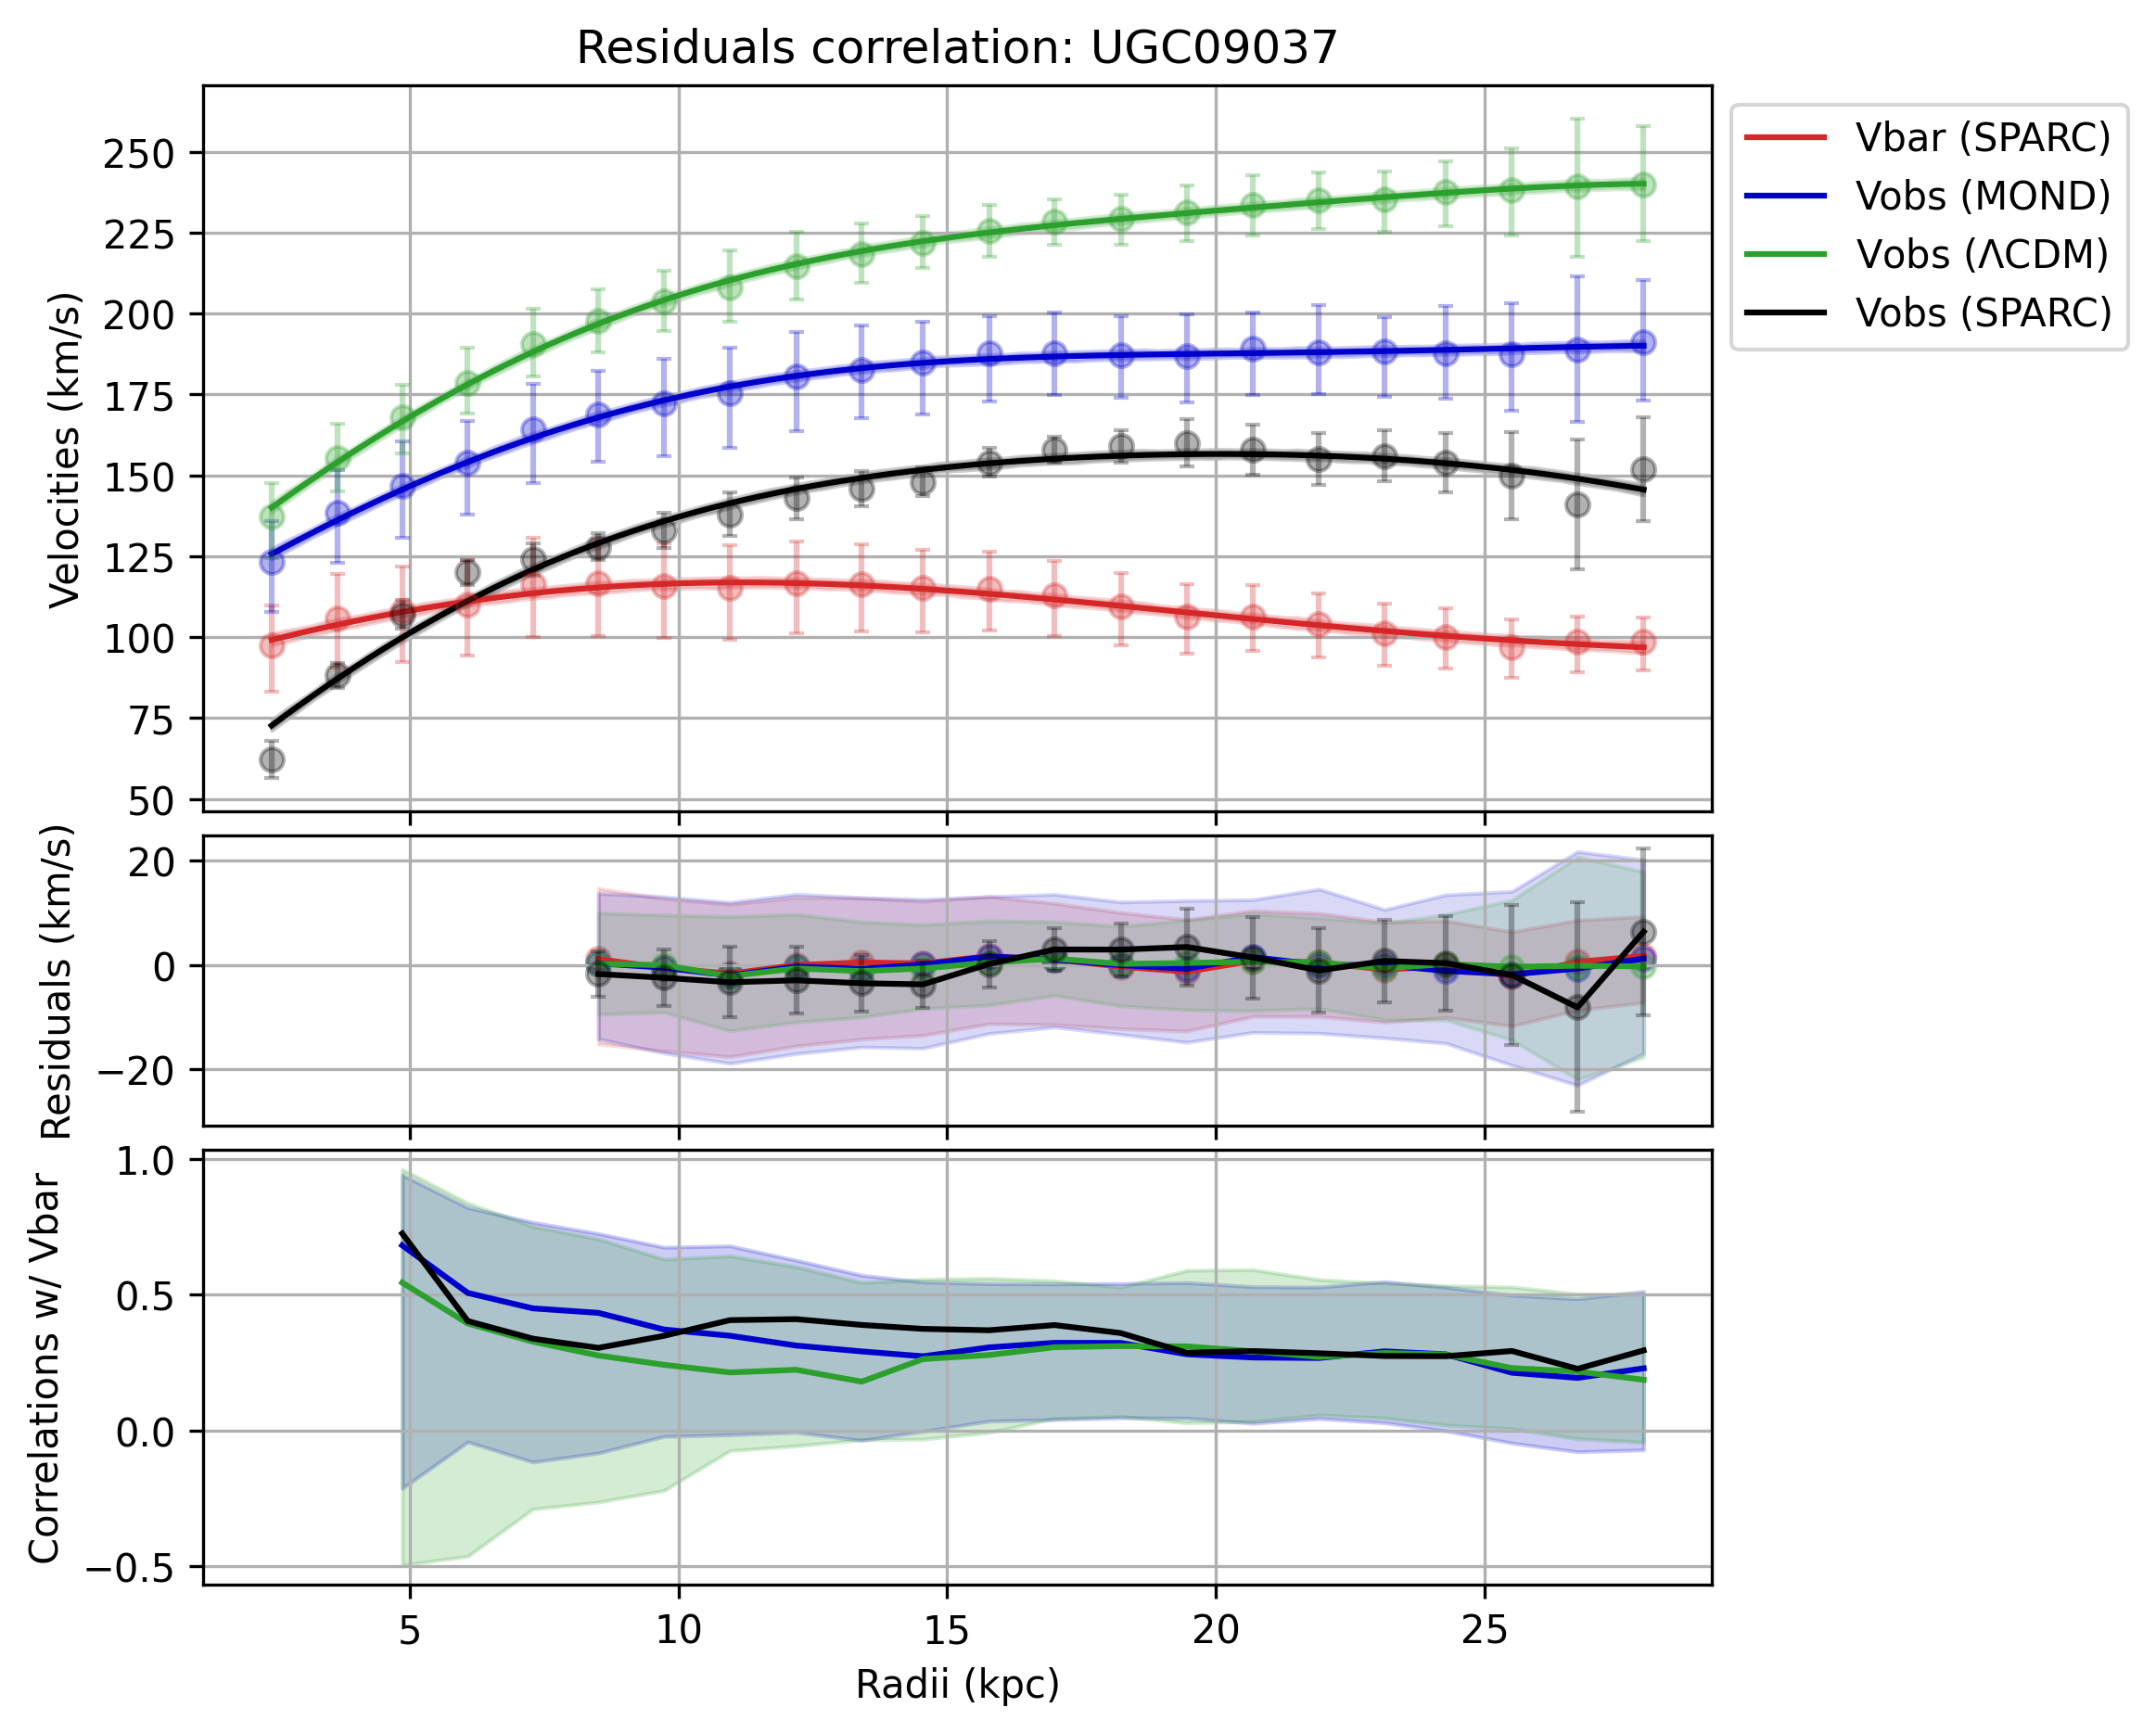 Residuals correlation: UGC09037
Velocities (km/s)
250
225
200
175
150
125
100
75
50
Vbar (SPARC)
Vobs (MOND)
Vobs (ΛCDM)
Vobs (SPARC)
Residuals (km/s)
20
0
−20
Correlations w/ Vbar
1.0
0.5
0.0
−0.5
5 10 15 20 25
Radii (kpc)